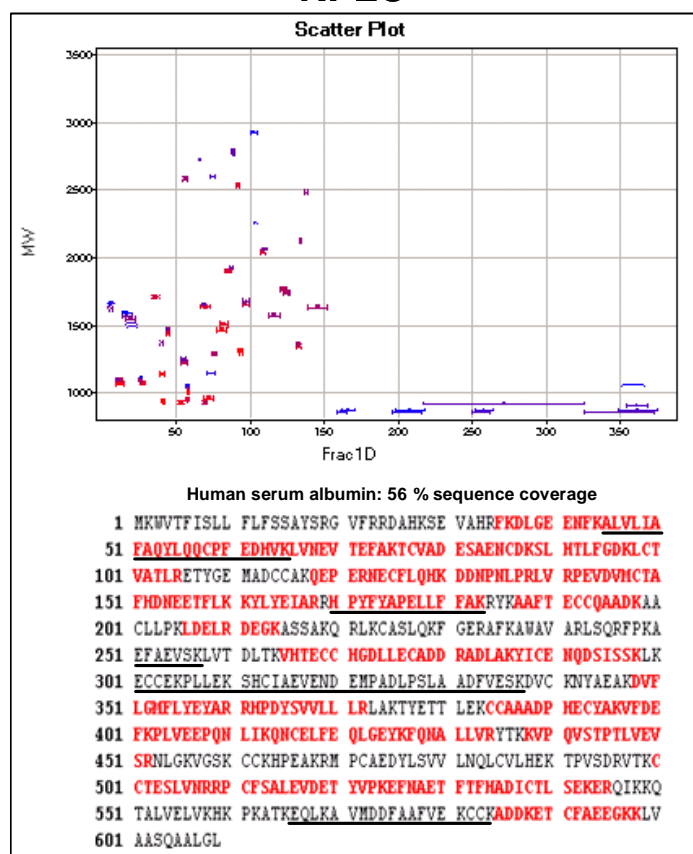 Scatter Plot
3500
3000
2500
2000
1500
1000
MW
50 100 150 200 250 300 350
Frac1D
Human serum albumin: 56 % sequence coverage
1 MKWVTFISLL FLFSSAYSRG VFRRDAHKSE VAHRFKDLGE ENFKALVLIA
51 FAQYLQQCPF EDHVKLVNEV TEFAKTCVAD ESAENCDKSL HTLFGDKLCT
101 VATLRETYGE MADCCAKQEP ERNECFLQHK DDNPNLPRLV RPEVDVMCTA
151 FHDNEETFLK KYLYEIARRH PYFYAPELLF FAKRYKAAFT ECCQAADKAA
201 CLLPKLDELR DEGKASSAKQ RLKCASLQKF GERAFKAWAV ARLSQRFPKA
251 EFAEVSKLVT DLTKVHTECC HGDLLECADD RADLAKYICE NQDSISSKLK
301 ECCEKPLLEK SHCIAEVEND EMPADLPSLA ADFVESKDVC KNYAEAKDVF
351 LGMFLYEYAR RHPDYSVVLL LRLAKTYETT LEKCCAAADP HECYAKVFDE
401 FKPLVEEPQN LIKQNCELFE QLGEYKFQNA LLVRYTKKVP QVSTPTLVEV
451 SRNLGKVGSK CCKHPEAKRM PCAEDYLSVV LNQLCVLHEK TPVSDRVTKC
501 CTESLVNRRP CFSALEVDET YVPKEFNAET FTFHADICTL SEKERQIKKQ
551 TALVELVKHK PKATKEQLKA VMDDFAAFVE KCCKADDKET CFAEEGKKLV
601 AASQAALGL